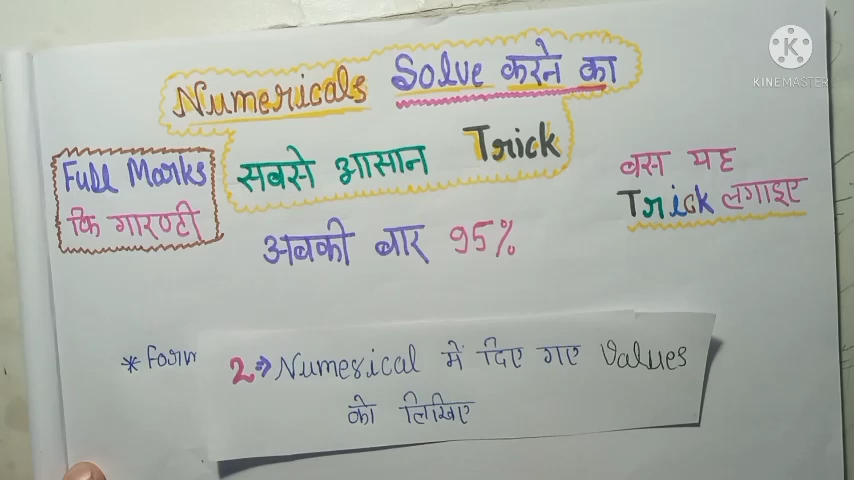 Numericals Solve करने का
सबसे आसान Trick
Full Marks
कि गारण्टी
बस यह
Trick लगाइए
अबकी बार 95%
* Form
2⇒ Numerical में दिए गए Values
को लिखिए
K
KINEMASTER